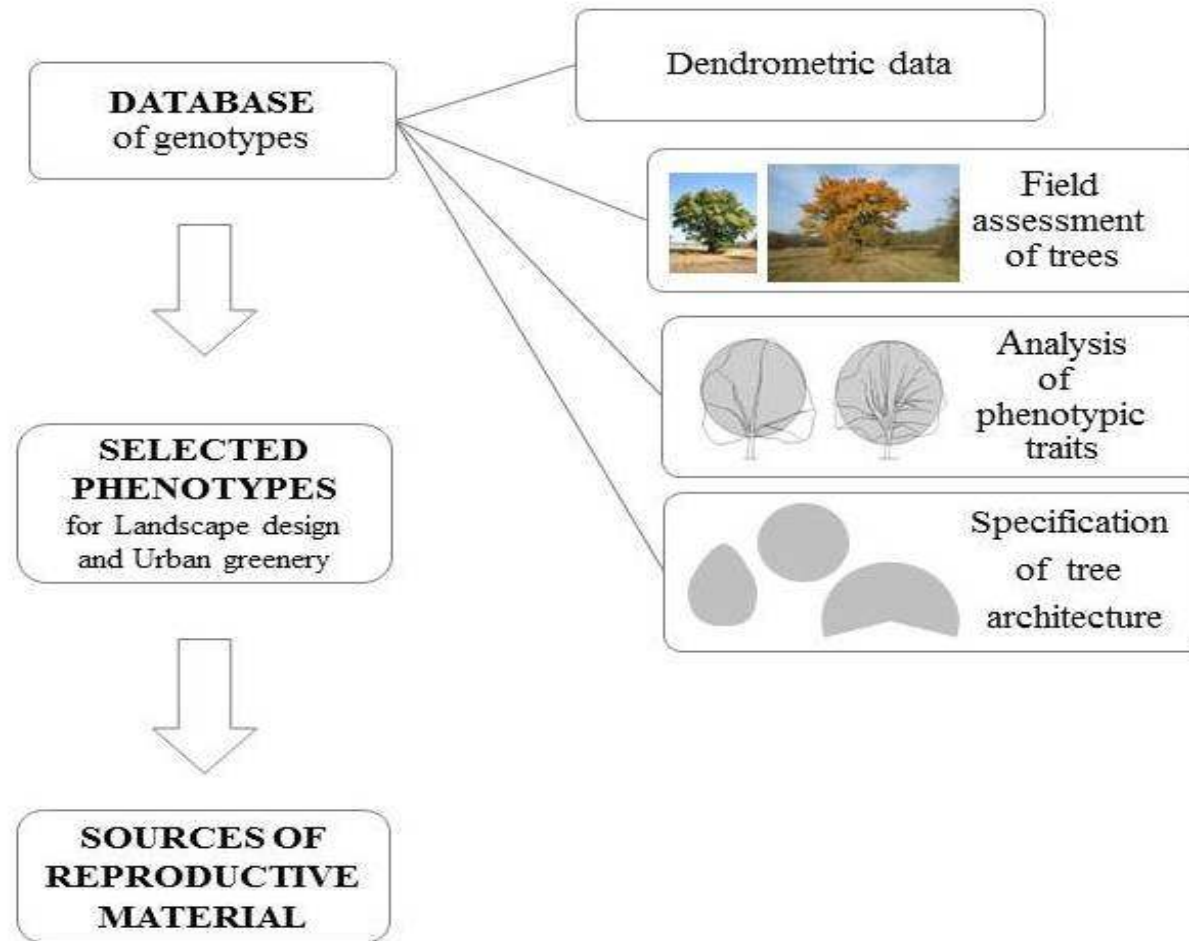 DATABASE
of genotypes
Dendrometric data
Field
assessment
of trees
Analysis
of
phenotypic
traits
Specification
of tree
architecture
SELECTED
PHENOTYPES
for Landscape design
and Urban greenery
SOURCES OF
REPRODUCTIVE
MATERIAL